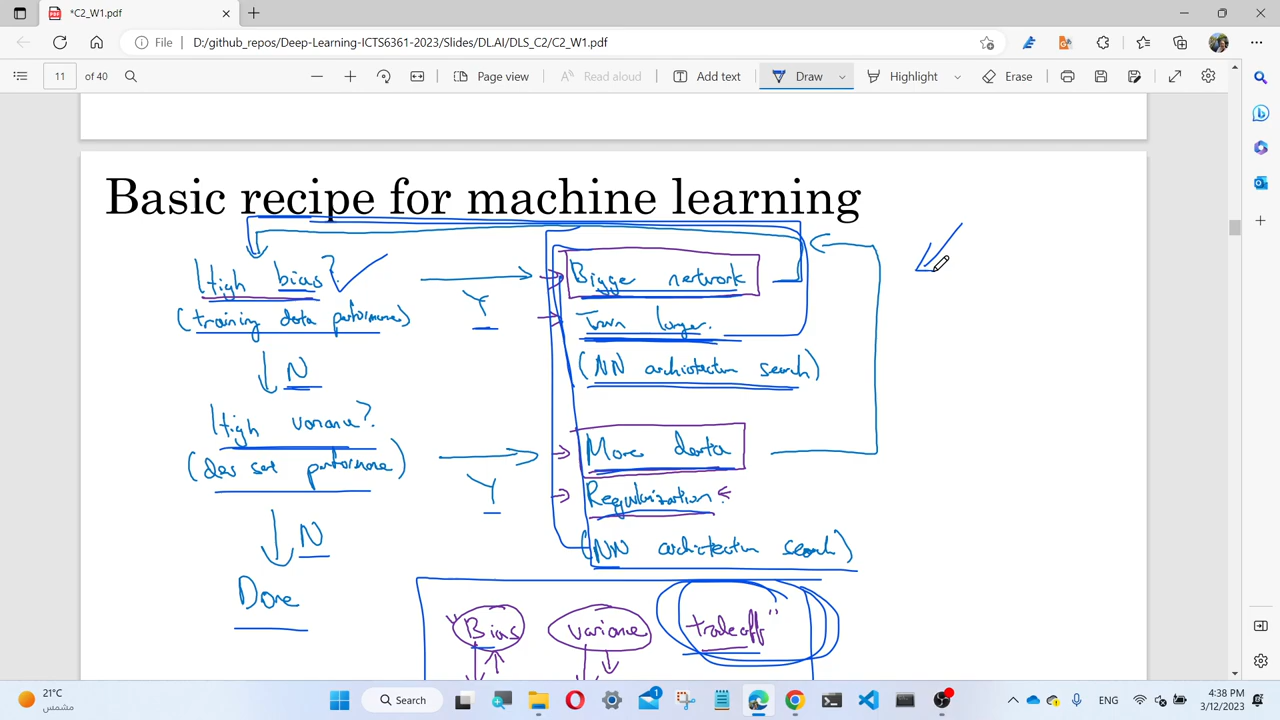 *C2_W1.pdf
File
D:/github_repos/Deep-Learning-ICTS6361-2023/Slides/DL.AI/DLS_C2/C2_W1.pdf
11 of 40
Page view
Read aloud
Add text
Draw
Highlight
Erase
Basic recipe for machine learning
High bias?
Bigger network
(training data performance)
Y
Train longer.
N
(NN architecture search)
High variance?
More data
(dev set performance)
Y
Regularization
N
(NN architecture search)
Done
"Bias variance tradeoff"
21°C
مشمس
Search
1
ENG
4:38 PM
3/12/2023